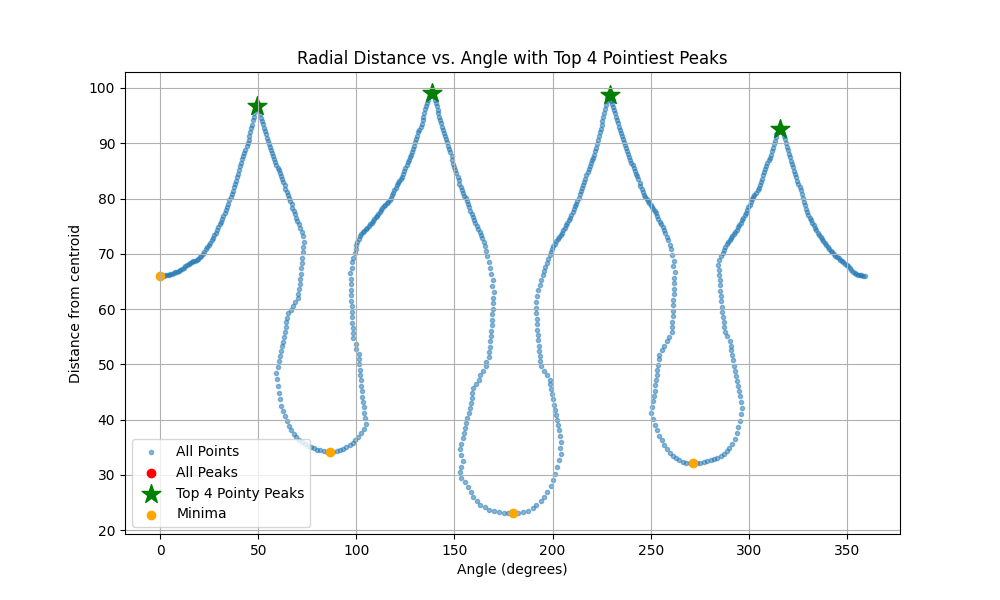 Radial Distance vs. Angle with Top 4 Pointiest Peaks
100
90
80
70
60
50
40
30
20
Distance from centroid
All Points
All Peaks
Top 4 Pointy Peaks
Minima
0 50 100 150 200 250 300 350
Angle (degrees)